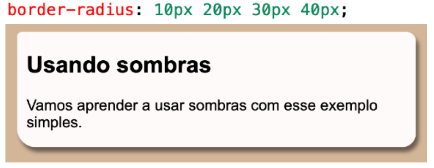 border-radius: 10px 20px 30px 40px;
Usando sombras
Vamos aprender a usar sombras com esse exemplo
simples.